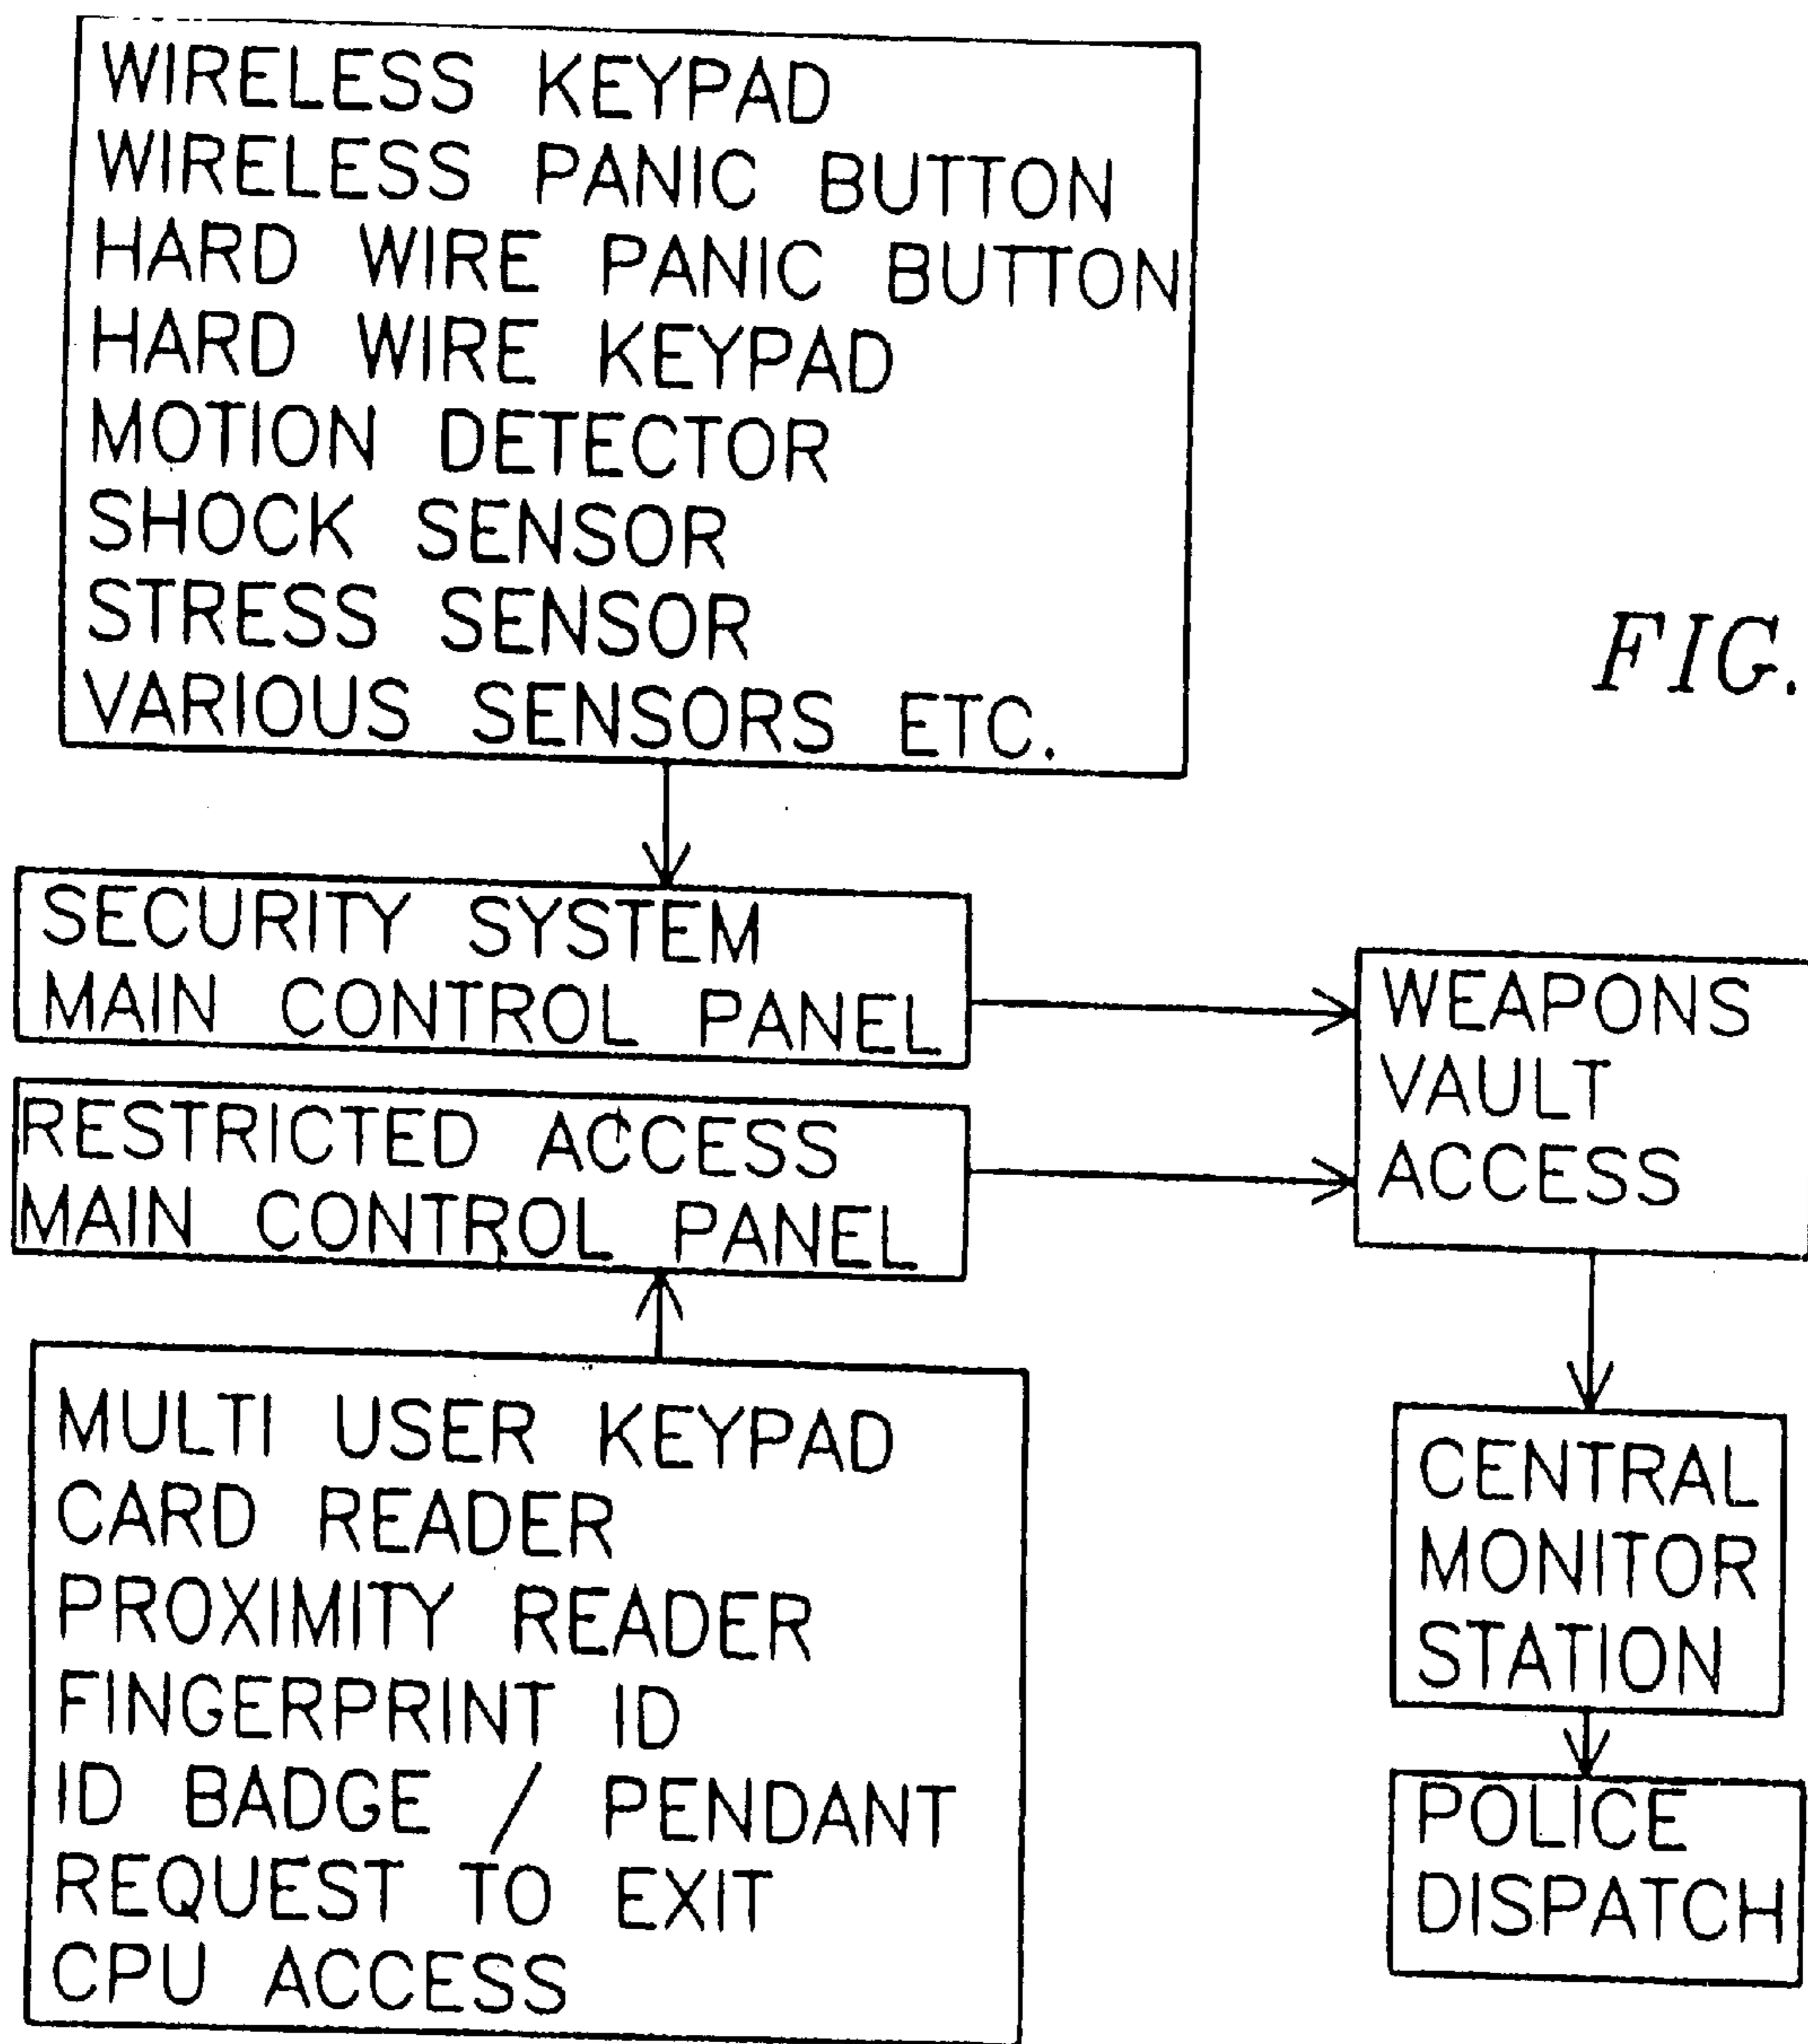 WIRELESS KEYPAD
WIRELESS PANIC BUTTON
HARD WIRE PANIC BUTTON
HARD WIRE KEYPAD
MOTION DETECTOR
SHOCK SENSOR
STRESS SENSOR
VARIOUS SENSORS ETC.
FIG.
SECURITY SYSTEM
MAIN CONTROL PANEL
RESTRICTED ACCESS
MAIN CONTROL PANEL
WEAPONS
VAULT
ACCESS
MULTI USER KEYPAD
CARD READER
PROXIMITY READER
FINGERPRINT ID
ID BADGE / PENDANT
REQUEST TO EXIT
CPU ACCESS
CENTRAL
MONITOR
STATION
POLICE
DISPATCH